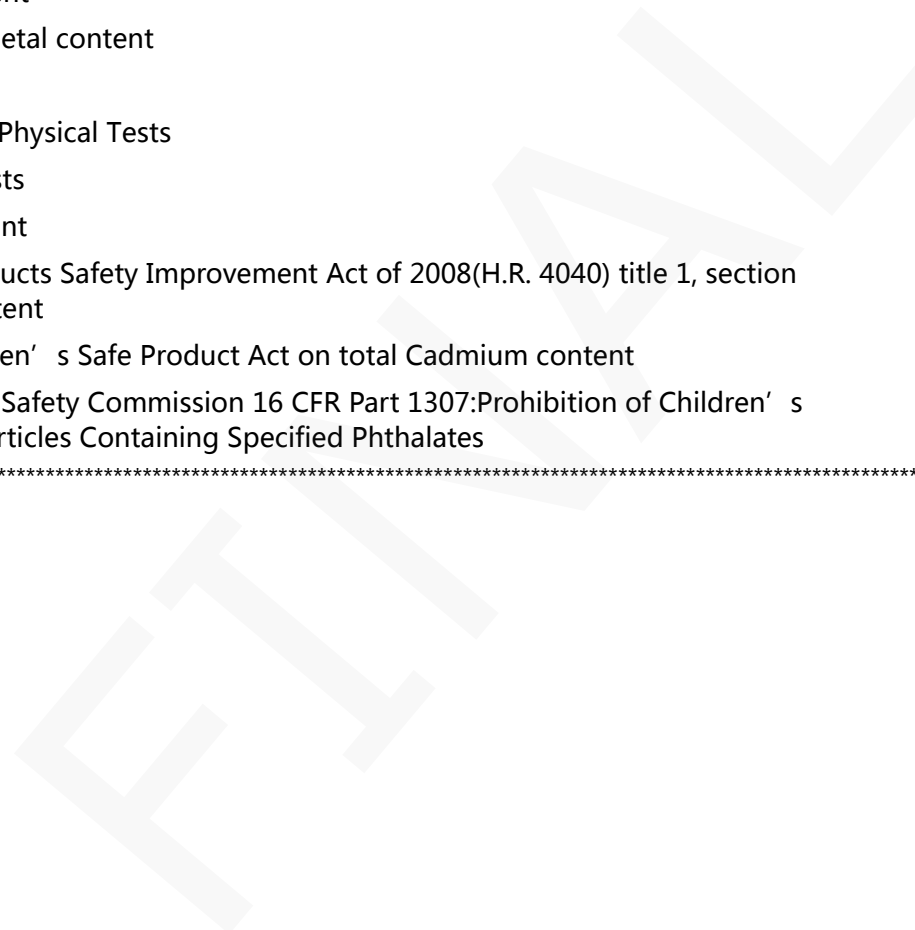 etal content
Physical Tests
sts
nt
ucts Safety Improvement Act of 2008(H.R. 4040) title 1, section
tent
en’s Safe Product Act on total Cadmium content
Safety Commission 16 CFR Part 1307:Prohibition of Children’s
rticles Containing Specified Phthalates
FINAL